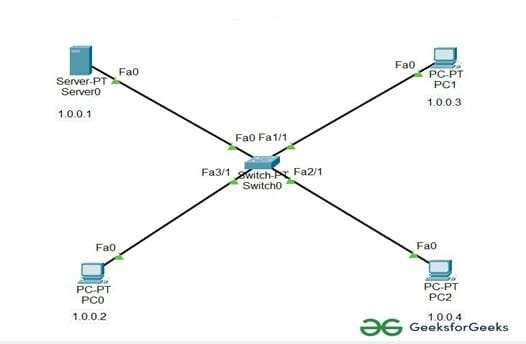 Fa0
Server-PT
Server0
1.0.0.1
Fa0
PC-PT
PC1
1.0.0.3
Fa0 Fa1/1
Fa3/1
Switch-PT
Switch0
Fa2/1
Fa0
PC-PT
PC0
1.0.0.2
Fa0
PC-PT
PC2
1.0.0.4
GeeksforGeeks